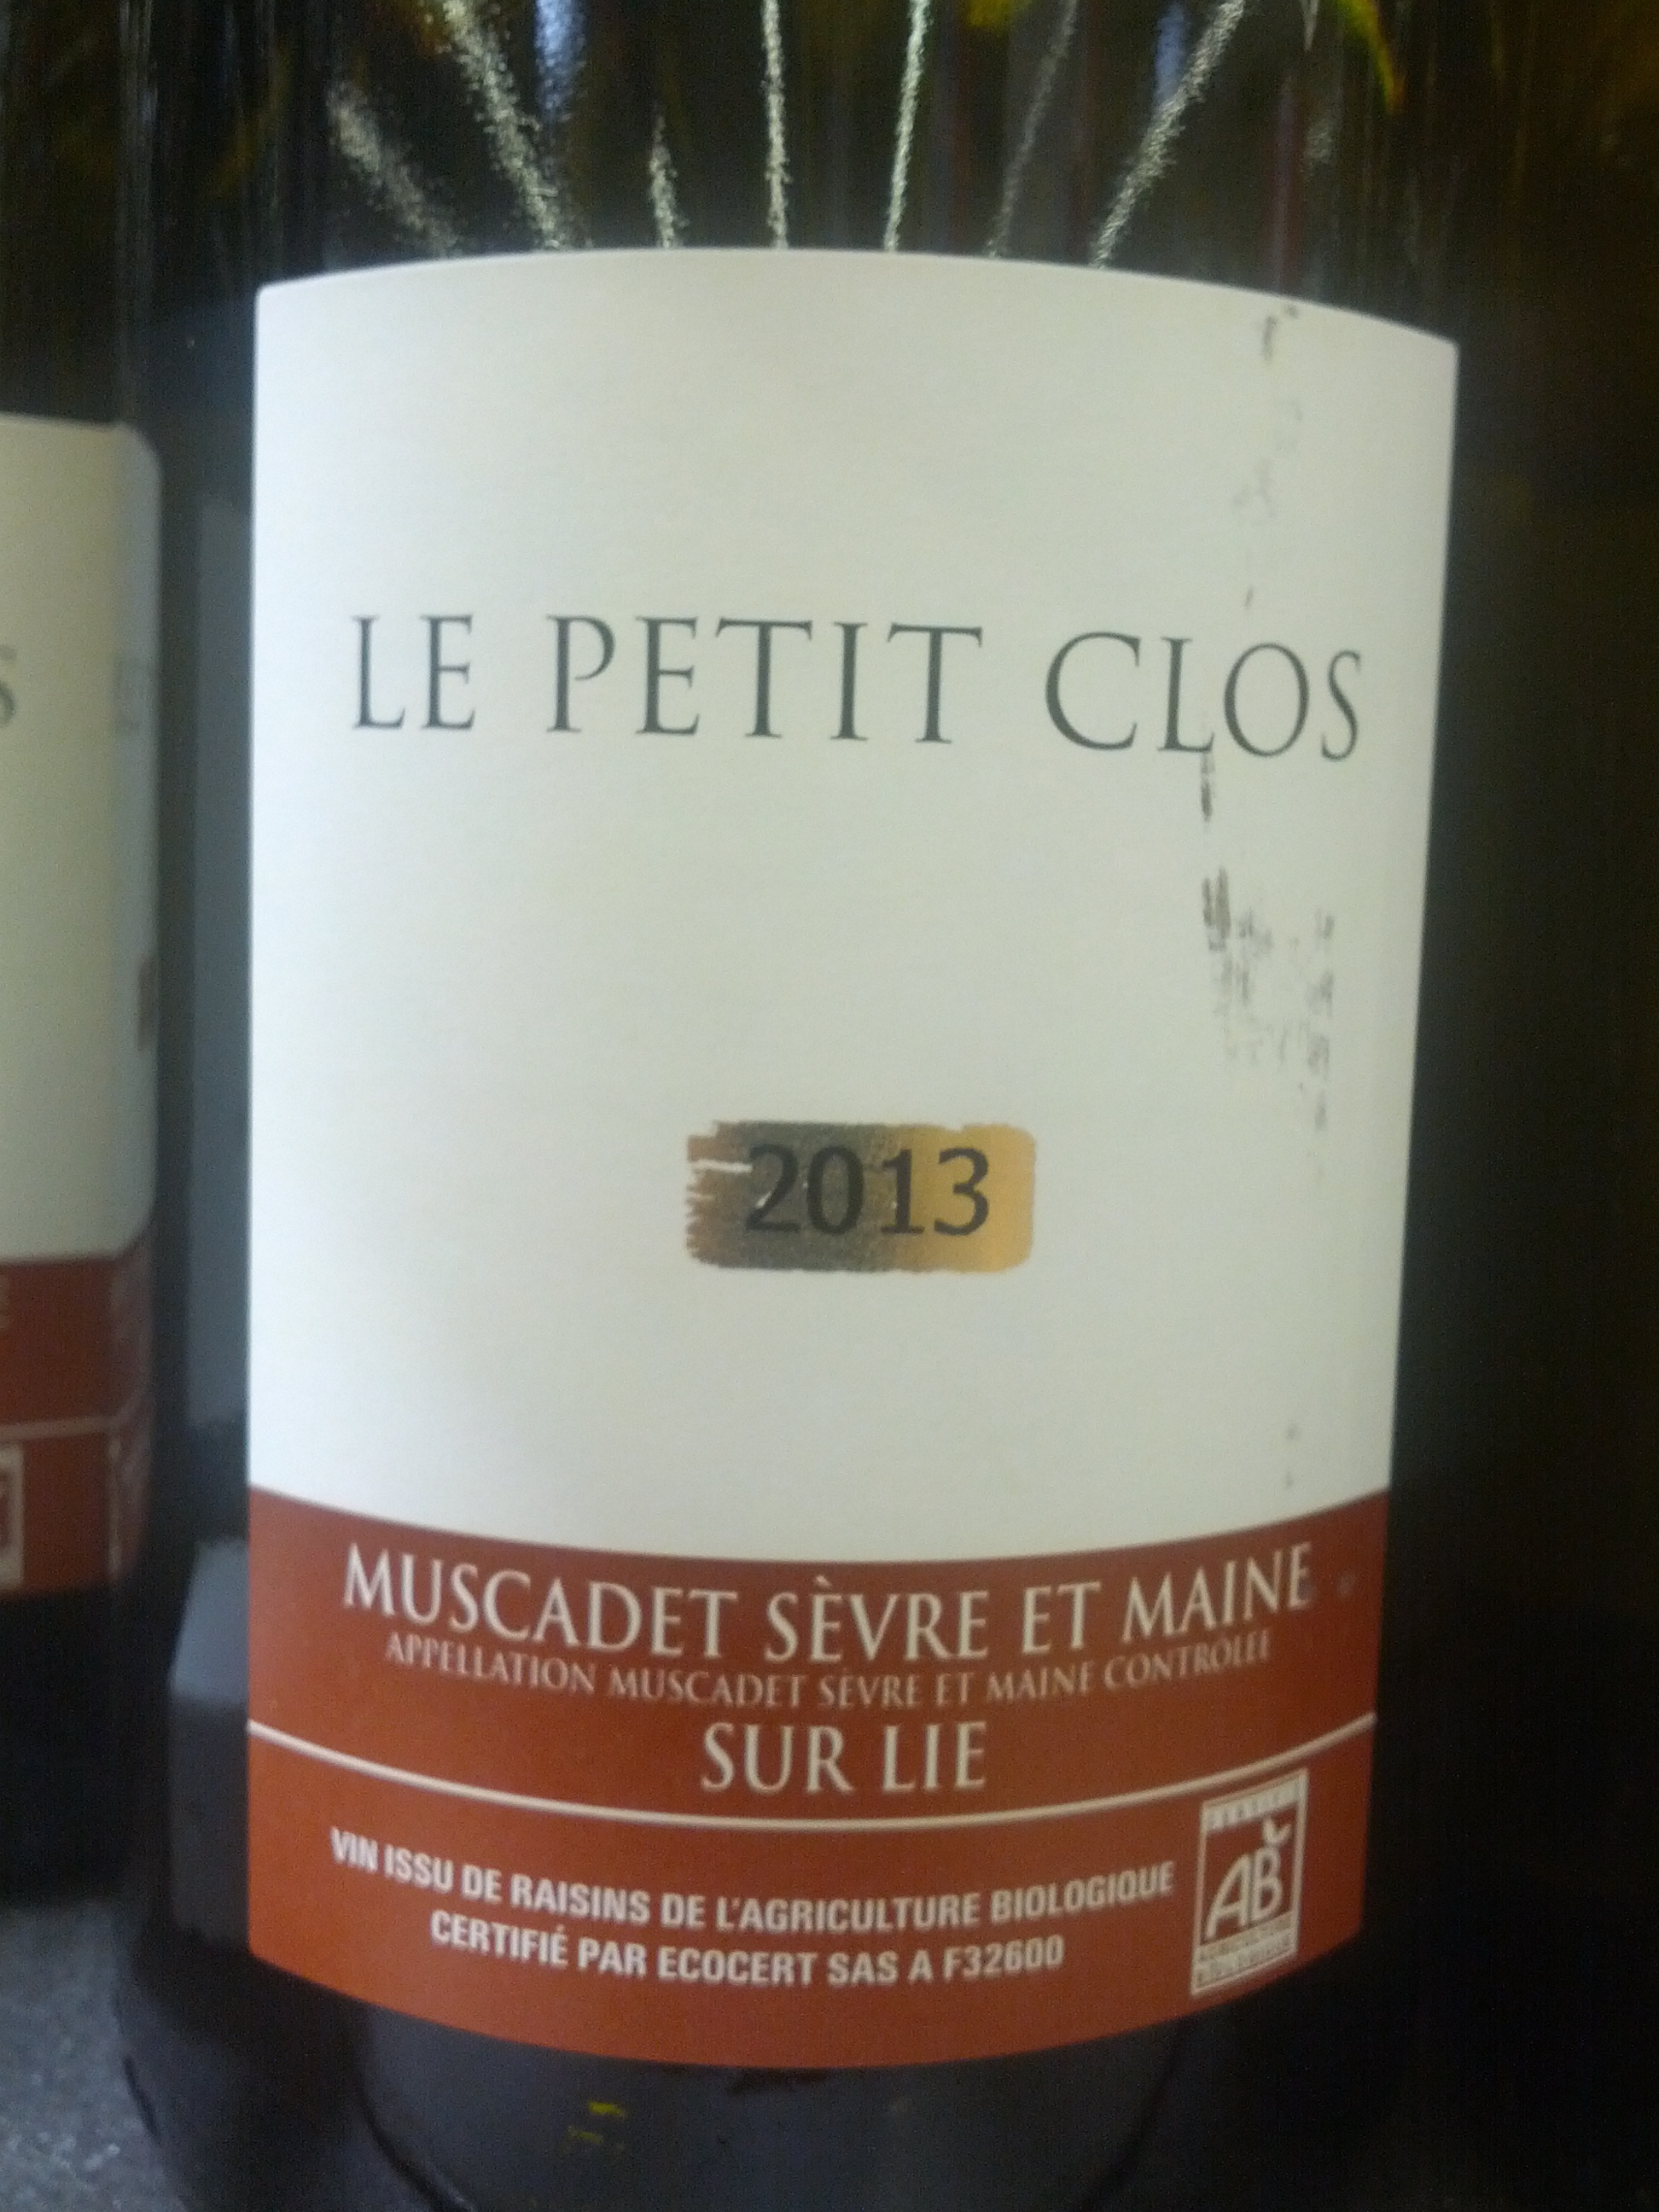 LE PETIT CLOS
2013
MUSCADET SÈVRE ET MAINE
APPELLATION MUSCADET SÈVRE ET MAINE CONTRÔLÉE
SUR LIE
VIN ISSU DE RAISINS DE L'AGRICULTURE BIOLOGIQUE
CERTIFIÉ PAR ECOCERT SAS A F32600
AB